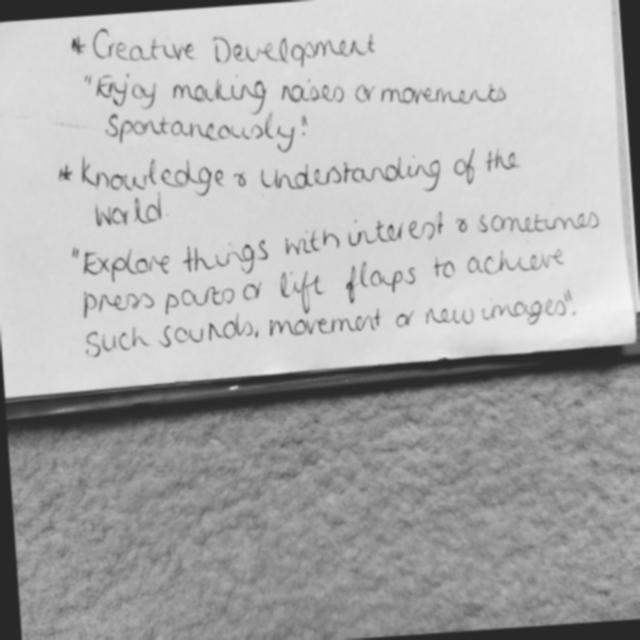 * Creative Development
"Enjoy making noises or movements
Spontaneously."
* Knowledge & Understanding of the
World.
"Explore things with interest & sometimes
press parts or lift flaps to achieve
such sounds, movement or new images".